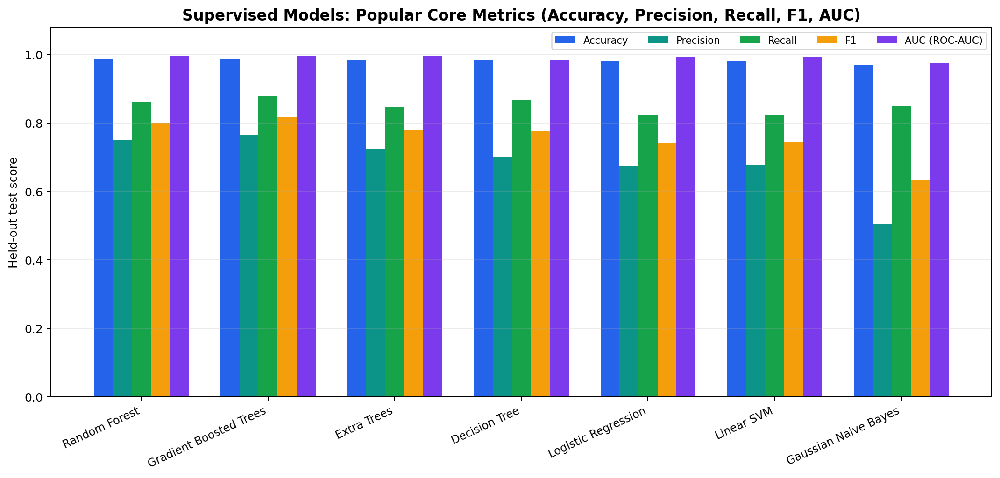 Supervised Models: Popular Core Metrics (Accuracy, Precision, Recall, F1, AUC)
Accuracy Precision Recall F1 AUC (ROC-AUC)
Held-out test score
1.0
0.8
0.6
0.4
0.2
0.0
Random Forest
Gradient Boosted Trees
Extra Trees
Decision Tree
Logistic Regression
Linear SVM
Gaussian Naive Bayes